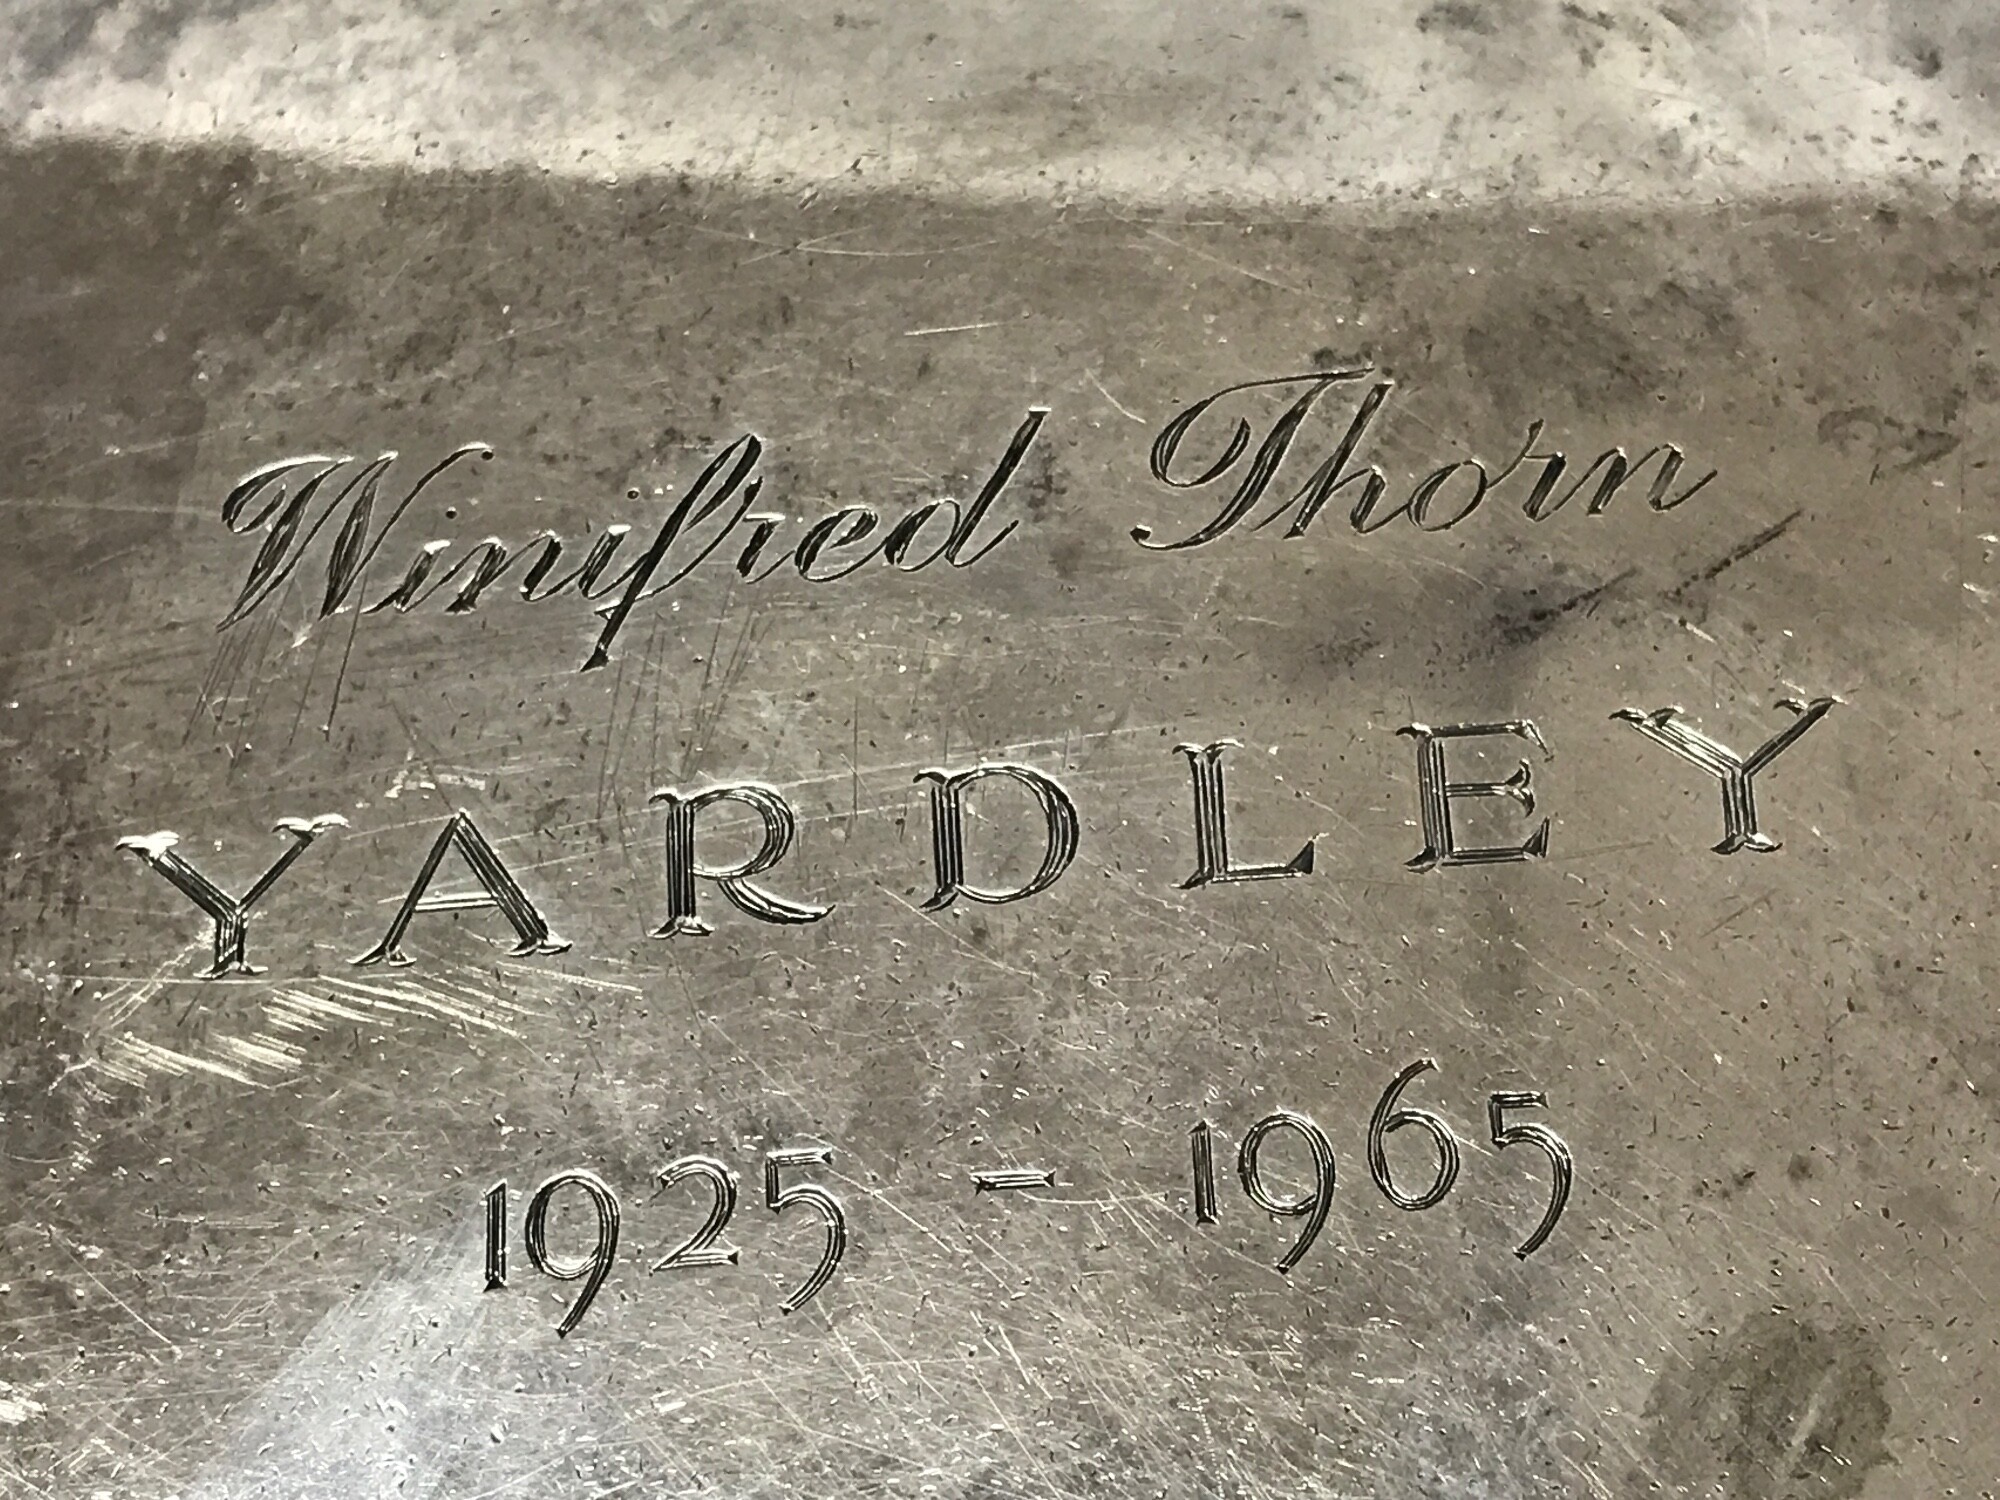 Winifred Thorn
YARDLEY
1925 - 1965